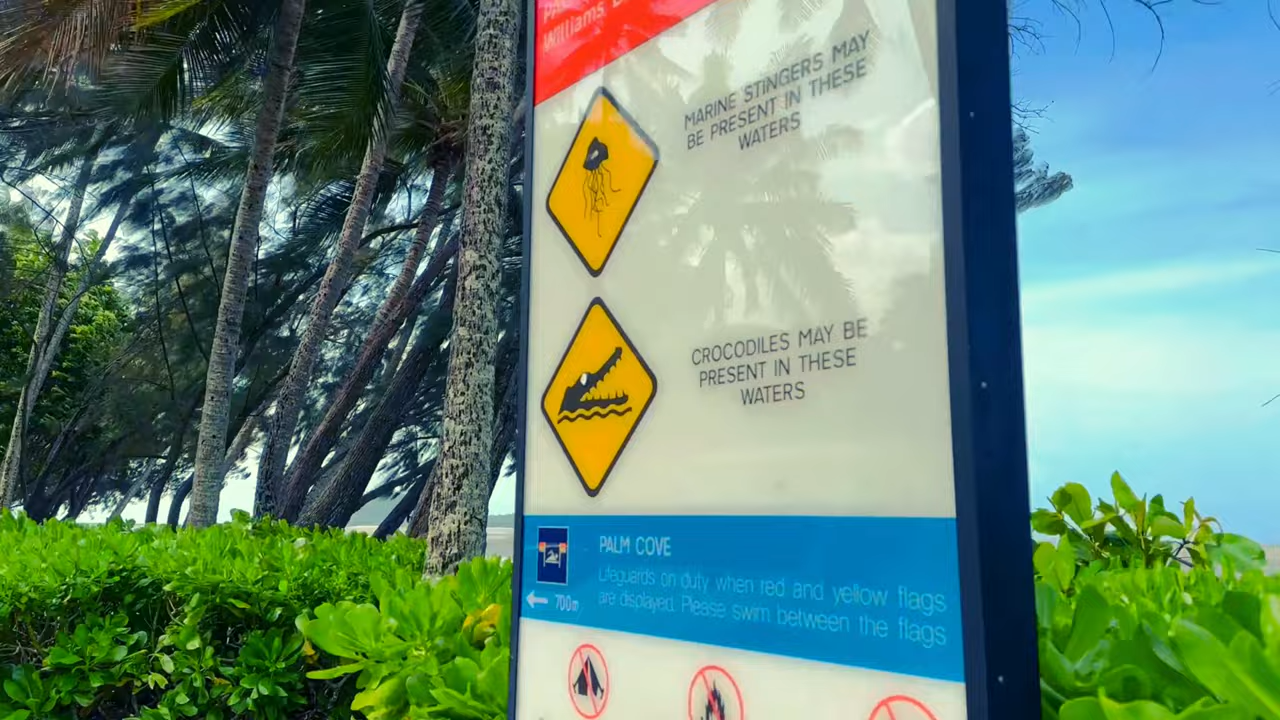 Williams
MARINE STINGERS MAY
BE PRESENT IN THESE
WATERS
CROCODILES MAY BE
PRESENT IN THESE
WATERS
PALM COVE
Lifeguards on duty when red and yellow flags
are displayed. Please swim between the flags
700m